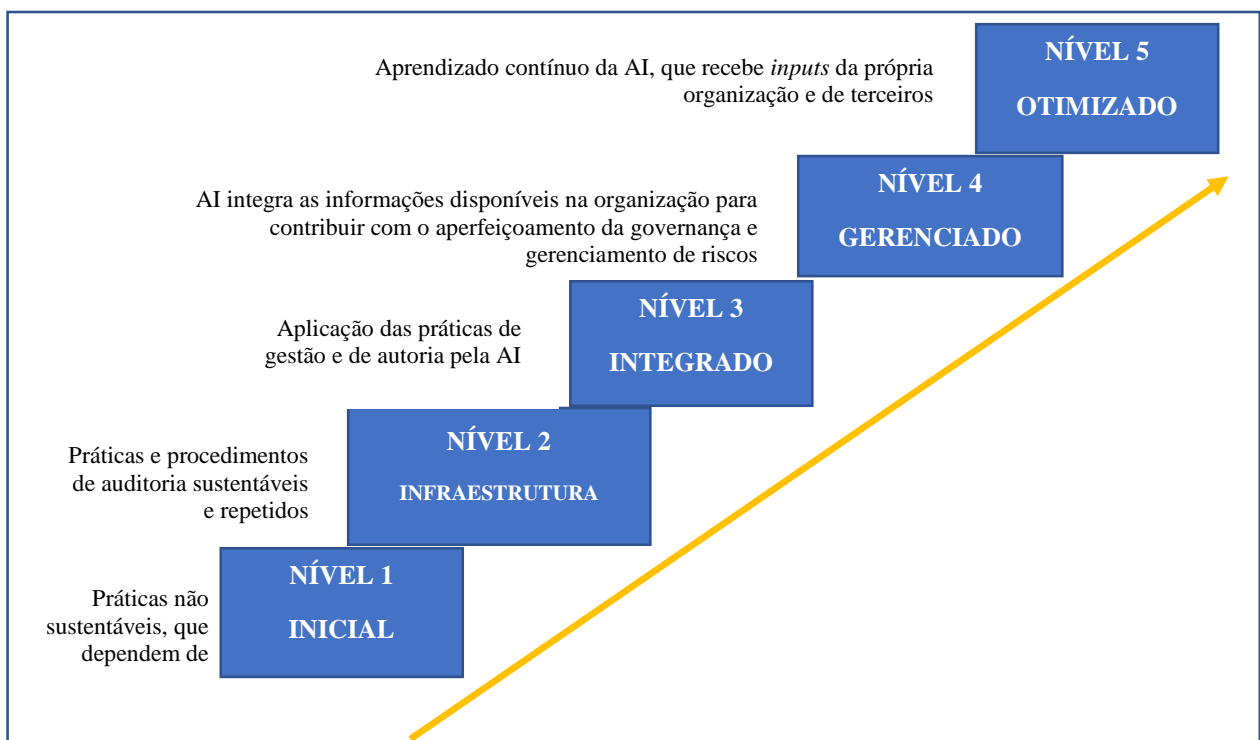 Aprendizado contínuo da AI, que recebe inputs da própria
organização e de terceiros
NÍVEL 5
OTIMIZADO
AI integra as informações disponíveis na organização para
contribuir com o aperfeiçoamento da governança e
gerenciamento de riscos
NÍVEL 4
GERENCIADO
Aplicação das práticas de
gestão e de autoria pela AI
NÍVEL 3
INTEGRADO
Práticas e procedimentos
de auditoria sustentáveis
e repetidos
NÍVEL 2
INFRAESTRUTURA
Práticas não
sustentáveis, que
dependem de
NÍVEL 1
INICIAL